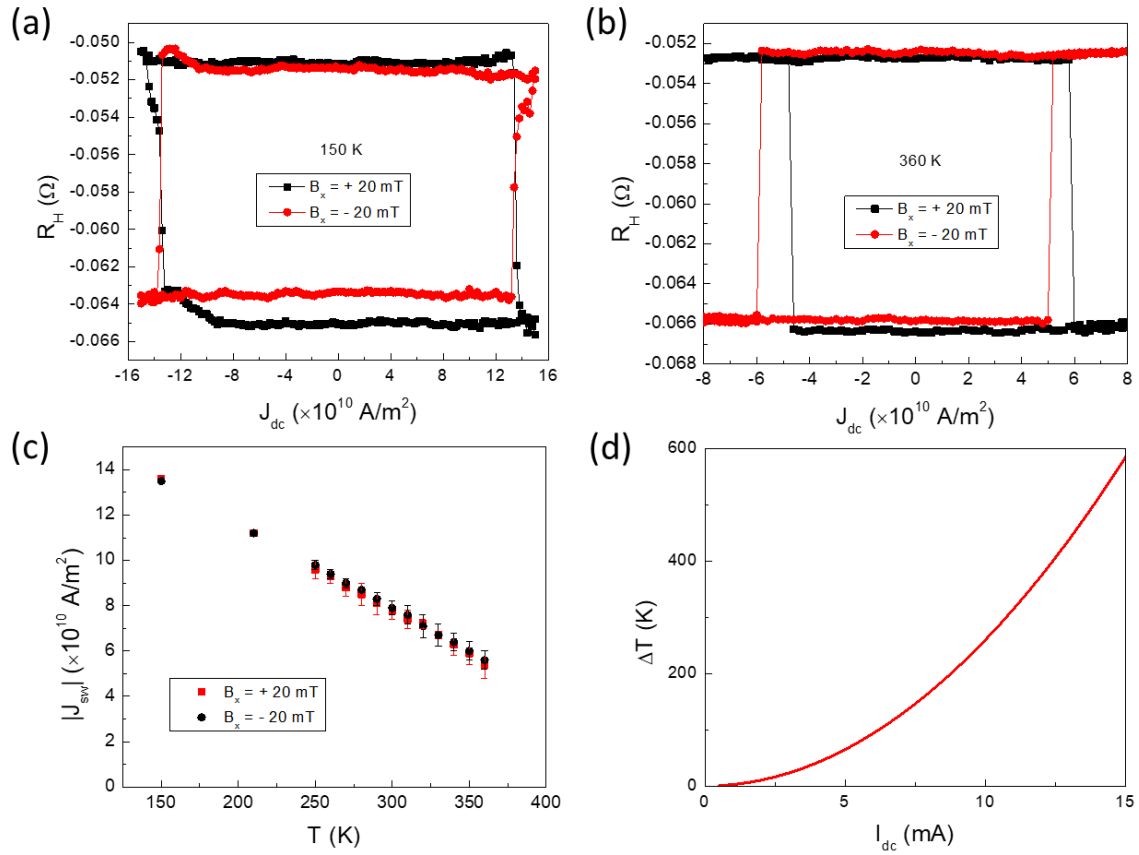 (a)
-0.050
-0.052
-0.054
-0.056
-0.058
-0.060
-0.062
-0.064
-0.066
R_H (Ω)
150 K
B_x = + 20 mT
B_x = - 20 mT
-16 -12 -8 -4 0 4 8 12 16
J_dc (×10^10 A/m^2)
(b)
-0.052
-0.054
-0.056
-0.058
-0.060
-0.062
-0.064
-0.066
-0.068
R_H (Ω)
360 K
B_x = + 20 mT
B_x = - 20 mT
-8 -6 -4 -2 0 2 4 6 8
J_dc (×10^10 A/m^2)
(c)
14
12
10
8
6
4
2
0
|J_sw| (×10^10 A/m^2)
B_x = + 20 mT
B_x = - 20 mT
150 200 250 300 350 400
T (K)
(d)
600
400
200
0
ΔT (K)
0 5 10 15
I_dc (mA)